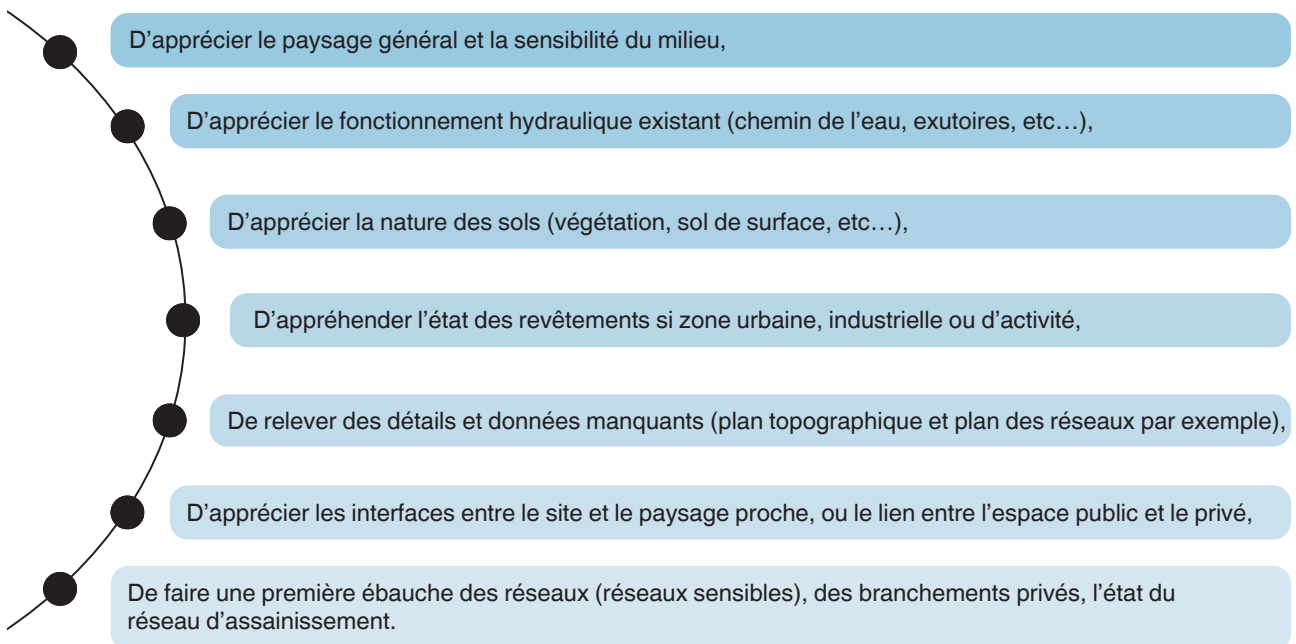 D’apprécier le paysage général et la sensibilité du milieu,
D’apprécier le fonctionnement hydraulique existant (chemin de l’eau, exutoires, etc…),
D’apprécier la nature des sols (végétation, sol de surface, etc…),
D’appréhender l’état des revêtements si zone urbaine, industrielle ou d’activité,
De relever des détails et données manquants (plan topographique et plan des réseaux par exemple),
D’apprécier les interfaces entre le site et le paysage proche, ou le lien entre l’espace public et le privé,
De faire une première ébauche des réseaux (réseaux sensibles), des branchements privés, l’état du
réseau d’assainissement.